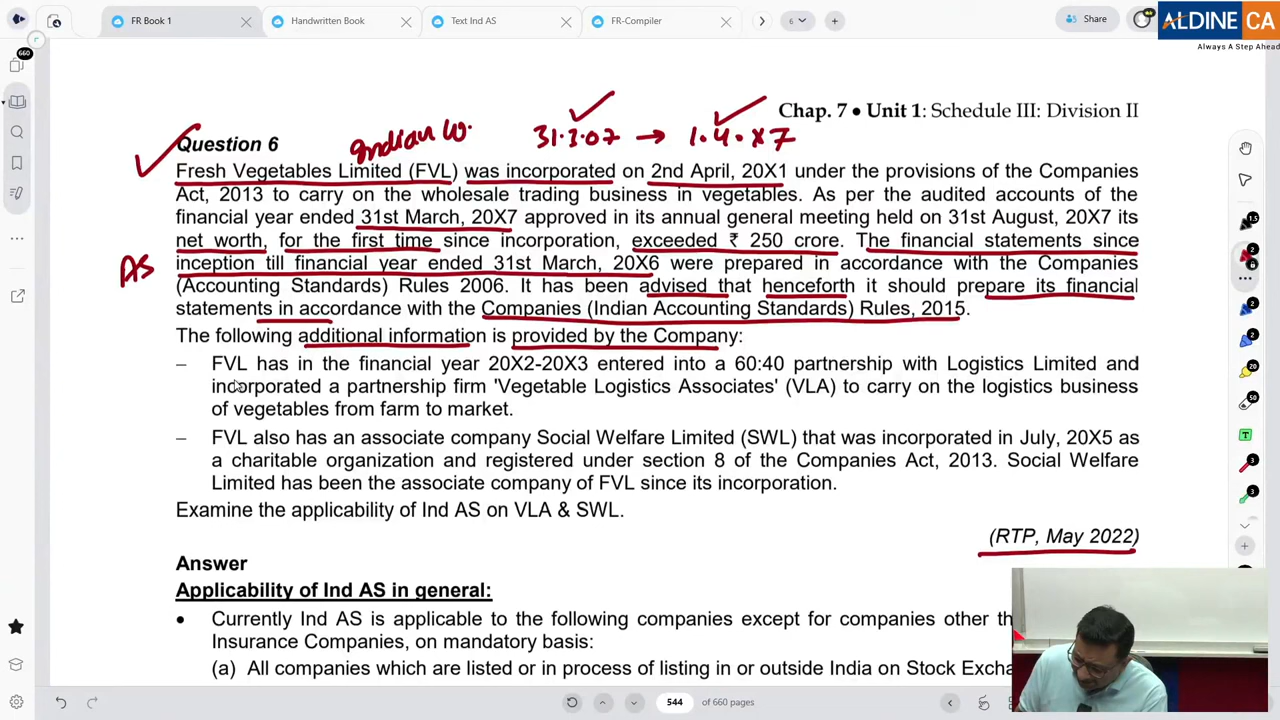 FR Book 1
Handwritten Book
Text Ind AS
FR-Compiler
6
Share
ALDINE CA
Always A Step Ahead
660
Chap. 7 • Unit 1: Schedule III: Division II
31.3.07 → 1.4.x7
Question 6
Indian Co.
Fresh Vegetables Limited (FVL) was incorporated on 2nd April, 20X1 under the provisions of the Companies
Act, 2013 to carry on the wholesale trading business in vegetables. As per the audited accounts of the
financial year ended 31st March, 20X7 approved in its annual general meeting held on 31st August, 20X7 its
net worth, for the first time since incorporation, exceeded ₹ 250 crore. The financial statements since
AS
inception till financial year ended 31st March, 20X6 were prepared in accordance with the Companies
(Accounting Standards) Rules 2006. It has been advised that henceforth it should prepare its financial
statements in accordance with the Companies (Indian Accounting Standards) Rules, 2015.
The following additional information is provided by the Company:
– FVL has in the financial year 20X2-20X3 entered into a 60:40 partnership with Logistics Limited and
incorporated a partnership firm 'Vegetable Logistics Associates' (VLA) to carry on the logistics business
of vegetables from farm to market.
– FVL also has an associate company Social Welfare Limited (SWL) that was incorporated in July, 20X5 as
a charitable organization and registered under section 8 of the Companies Act, 2013. Social Welfare
Limited has been the associate company of FVL since its incorporation.
Examine the applicability of Ind AS on VLA & SWL.
(RTP, May 2022)
Answer
Applicability of Ind AS in general:
• Currently Ind AS is applicable to the following companies except for companies other th
Insurance Companies, on mandatory basis:
(a) All companies which are listed or in process of listing in or outside India on Stock Excha
1.5
2
2
2
20
50
T
3
3
544 of 660 pages